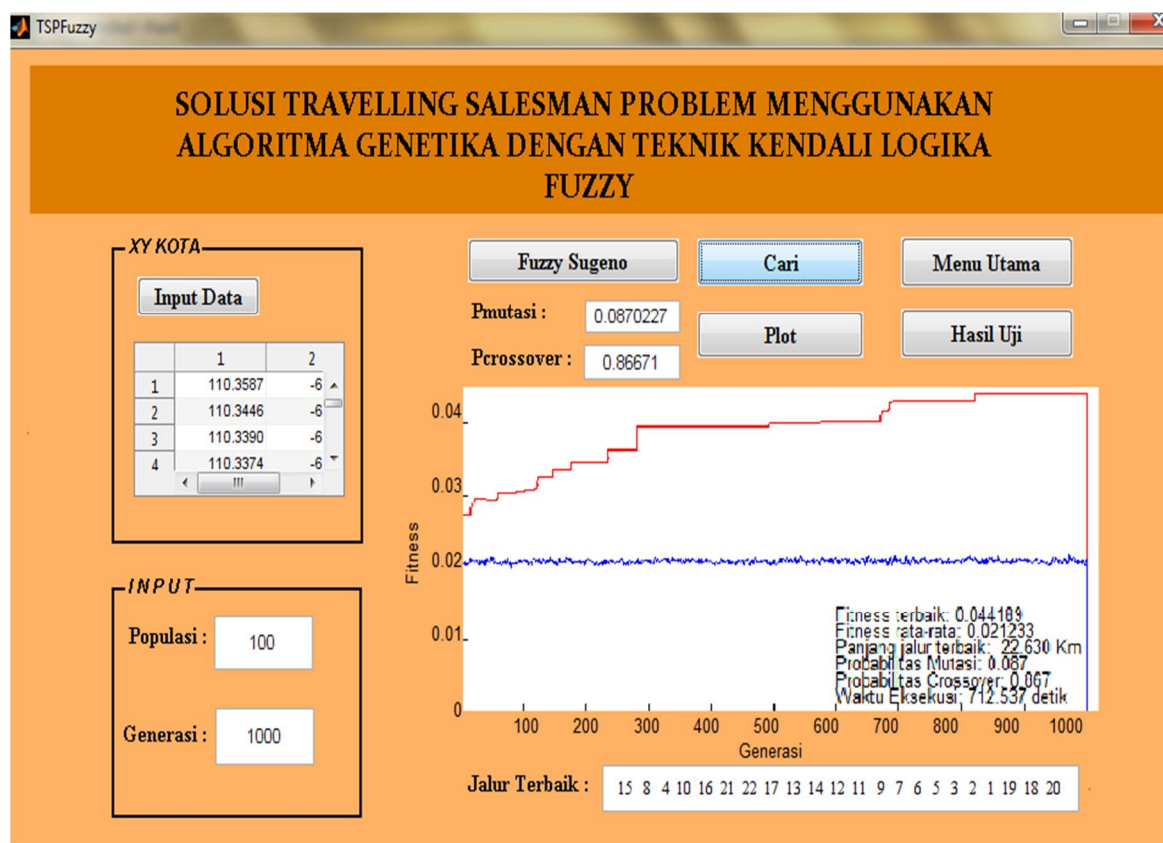 TSPFuzzy
SOLUSI TRAVELLING SALESMAN PROBLEM MENGGUNAKAN
ALGORITMA GENETIKA DENGAN TEKNIK KENDALI LOGIKA
FUZZY
XY KOTA
Input Data
1 2
1 110.3587 -6
2 110.3446 -6
3 110.3390 -6
4 110.3374 -6
INPUT
Populasi : 100
Generasi : 1000
Fuzzy Sugeno
Cari
Menu Utama
Pmutasi : 0.0870227
Plot
Hasil Uji
Pcrossover : 0.86671
0.04
0.03
0.02
0.01
0
Fitness
Fitness terbaik: 0.044189
Fitness rata-rata: 0.021233
Panjang jalur terbaik: 22.630 Km
Probabilitas Mutasi: 0.087
Probabilitas Crossover: 0.867
Waktu Eksekusi: 712.537 detik
100 200 300 400 500 600 700 800 900 1000
Generasi
Jalur Terbaik : 15 8 4 10 16 21 22 17 13 14 12 11 9 7 6 5 3 2 1 19 18 20